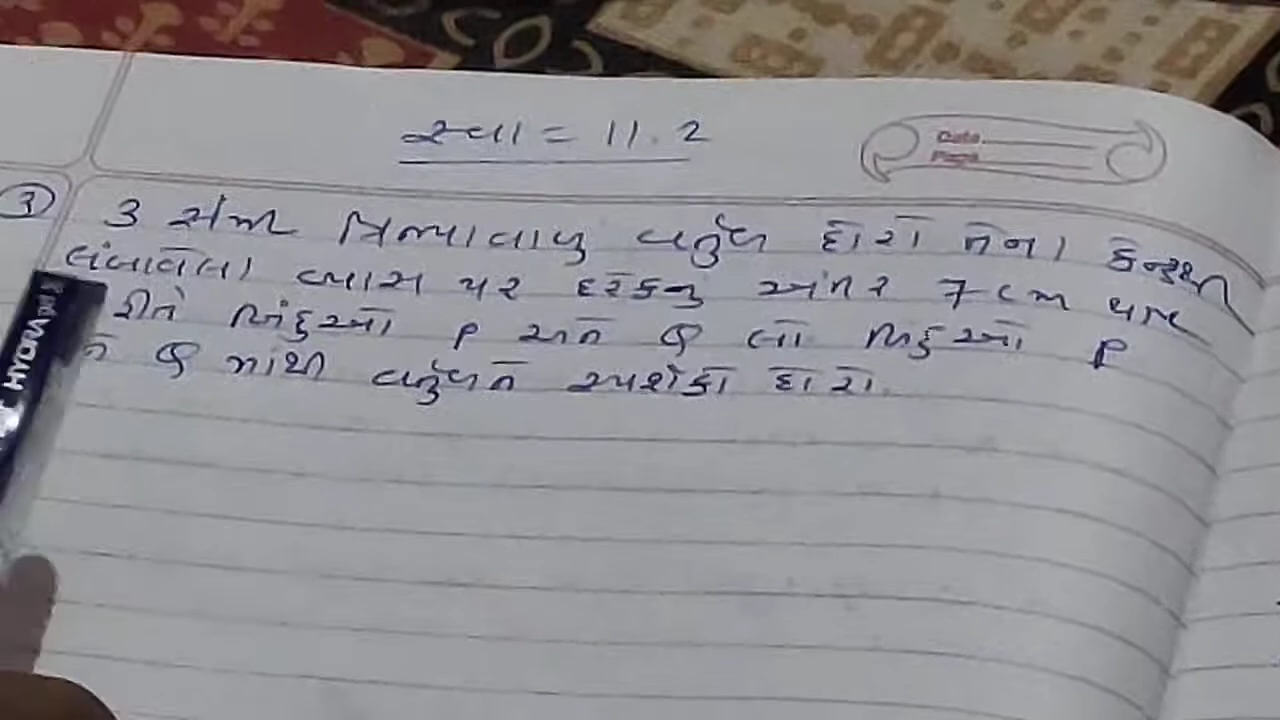 સ્વા = 11.2
Date
Page
③ 3 સેમી ત્રિજ્યાવાળુ વર્તુળ દોરો તેના કેન્દ્રથી
લંબાવેલા વ્યાસ પર દરેકનુ અંતર 7 cm થાય
રીતે બિંદુઓ P અને Q લો બિંદુઓ P
ને Q માંથી વર્તુળને સ્પર્શકો દોરો.